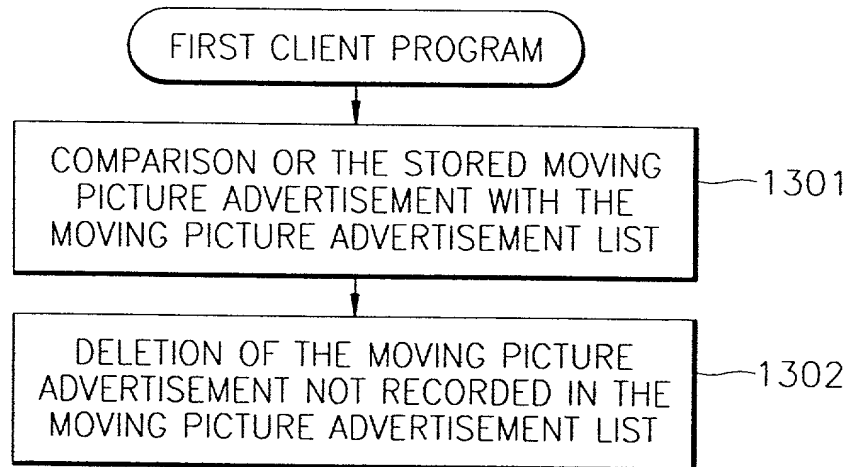 FIRST CLIENT PROGRAM
COMPARISON OR THE STORED MOVING
PICTURE ADVERTISEMENT WITH THE
MOVING PICTURE ADVERTISEMENT LIST
1301
DELETION OF THE MOVING PICTURE
ADVERTISEMENT NOT RECORDED IN THE
MOVING PICTURE ADVERTISEMENT LIST
1302